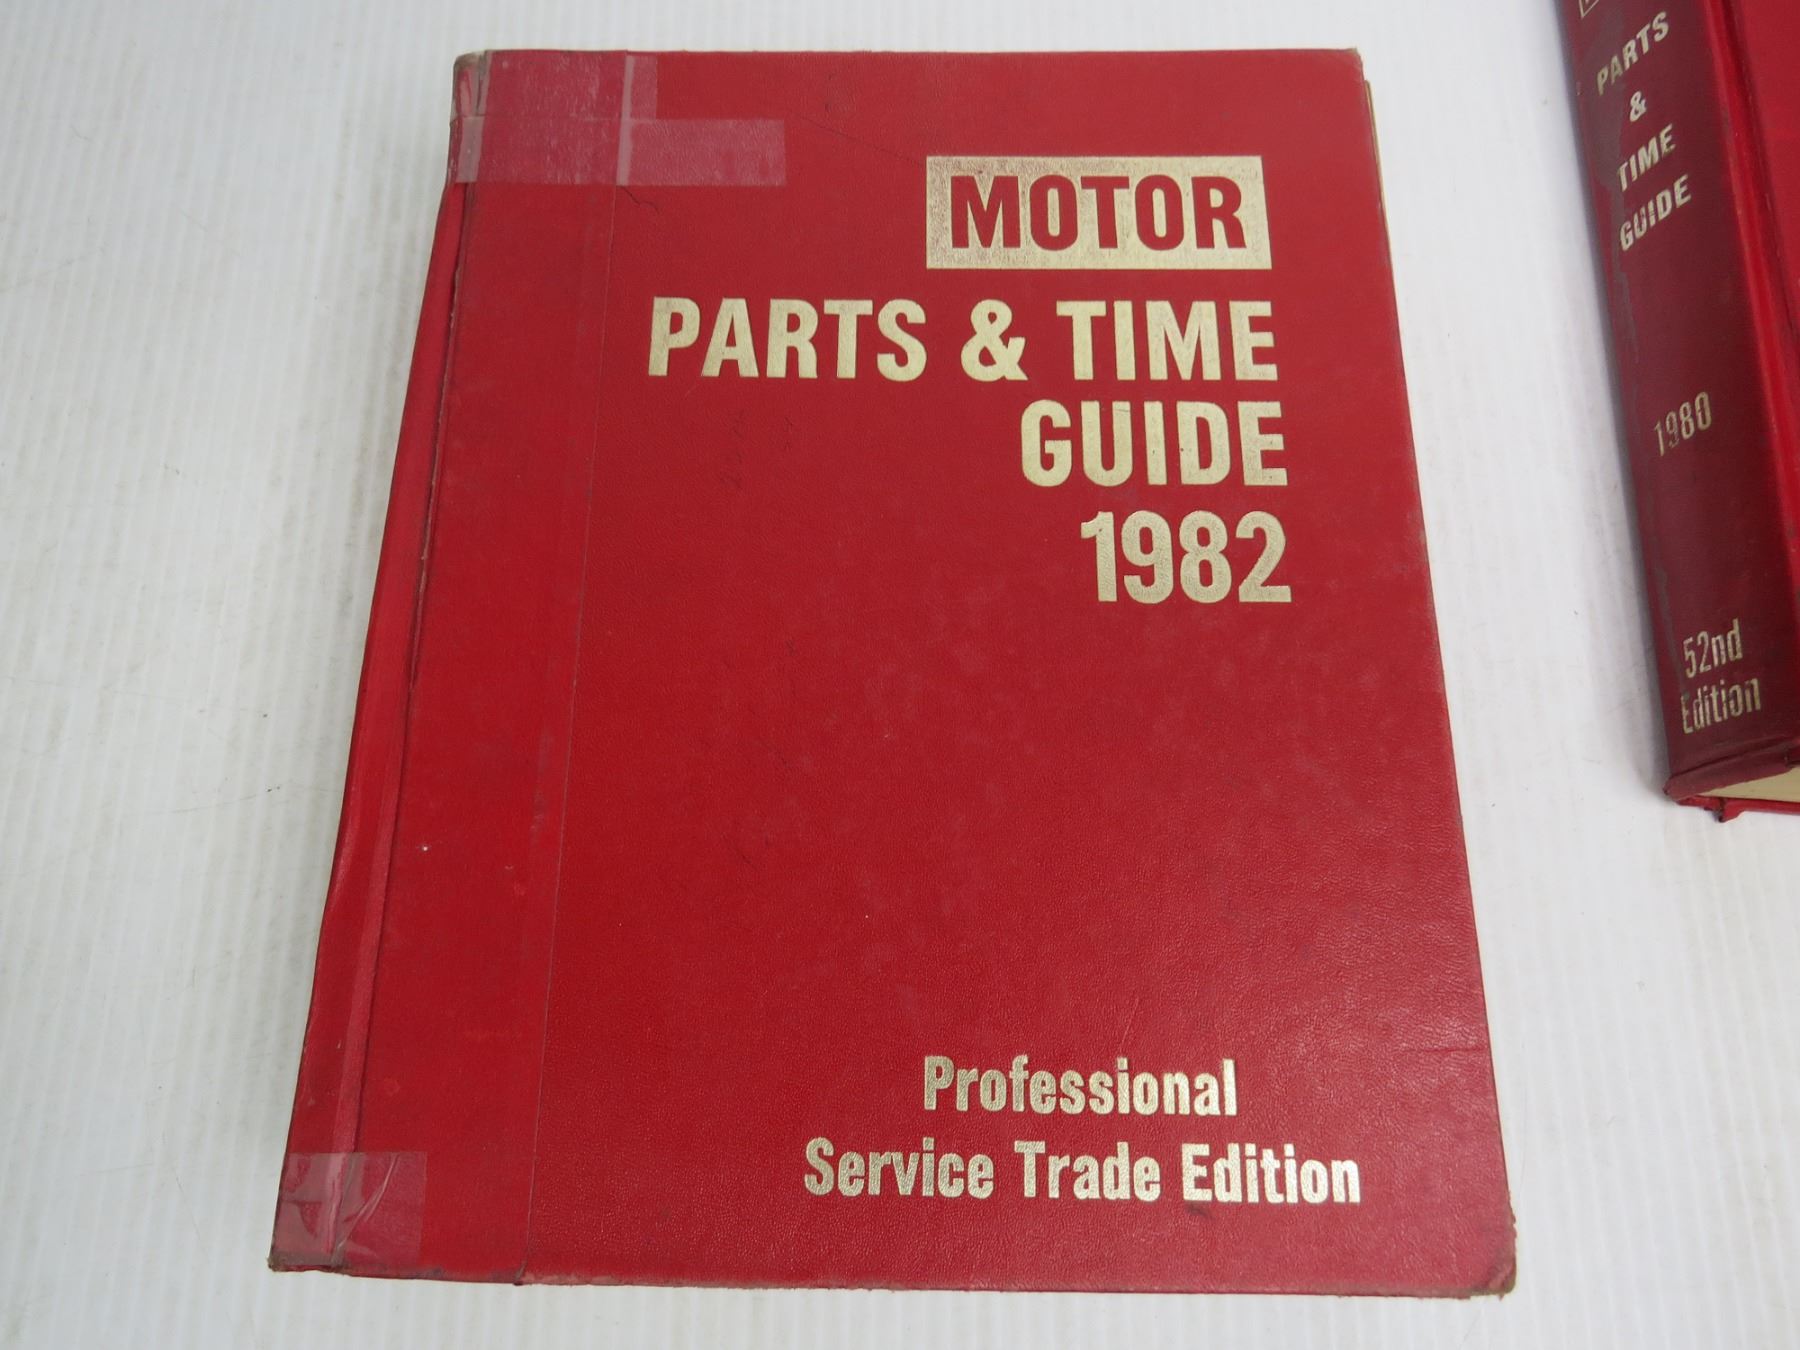 MOTOR
PARTS & TIME
GUIDE
1982
Professional
Service Trade Edition
PARTS
&
TIME
GUIDE
1980
52nd
Edition